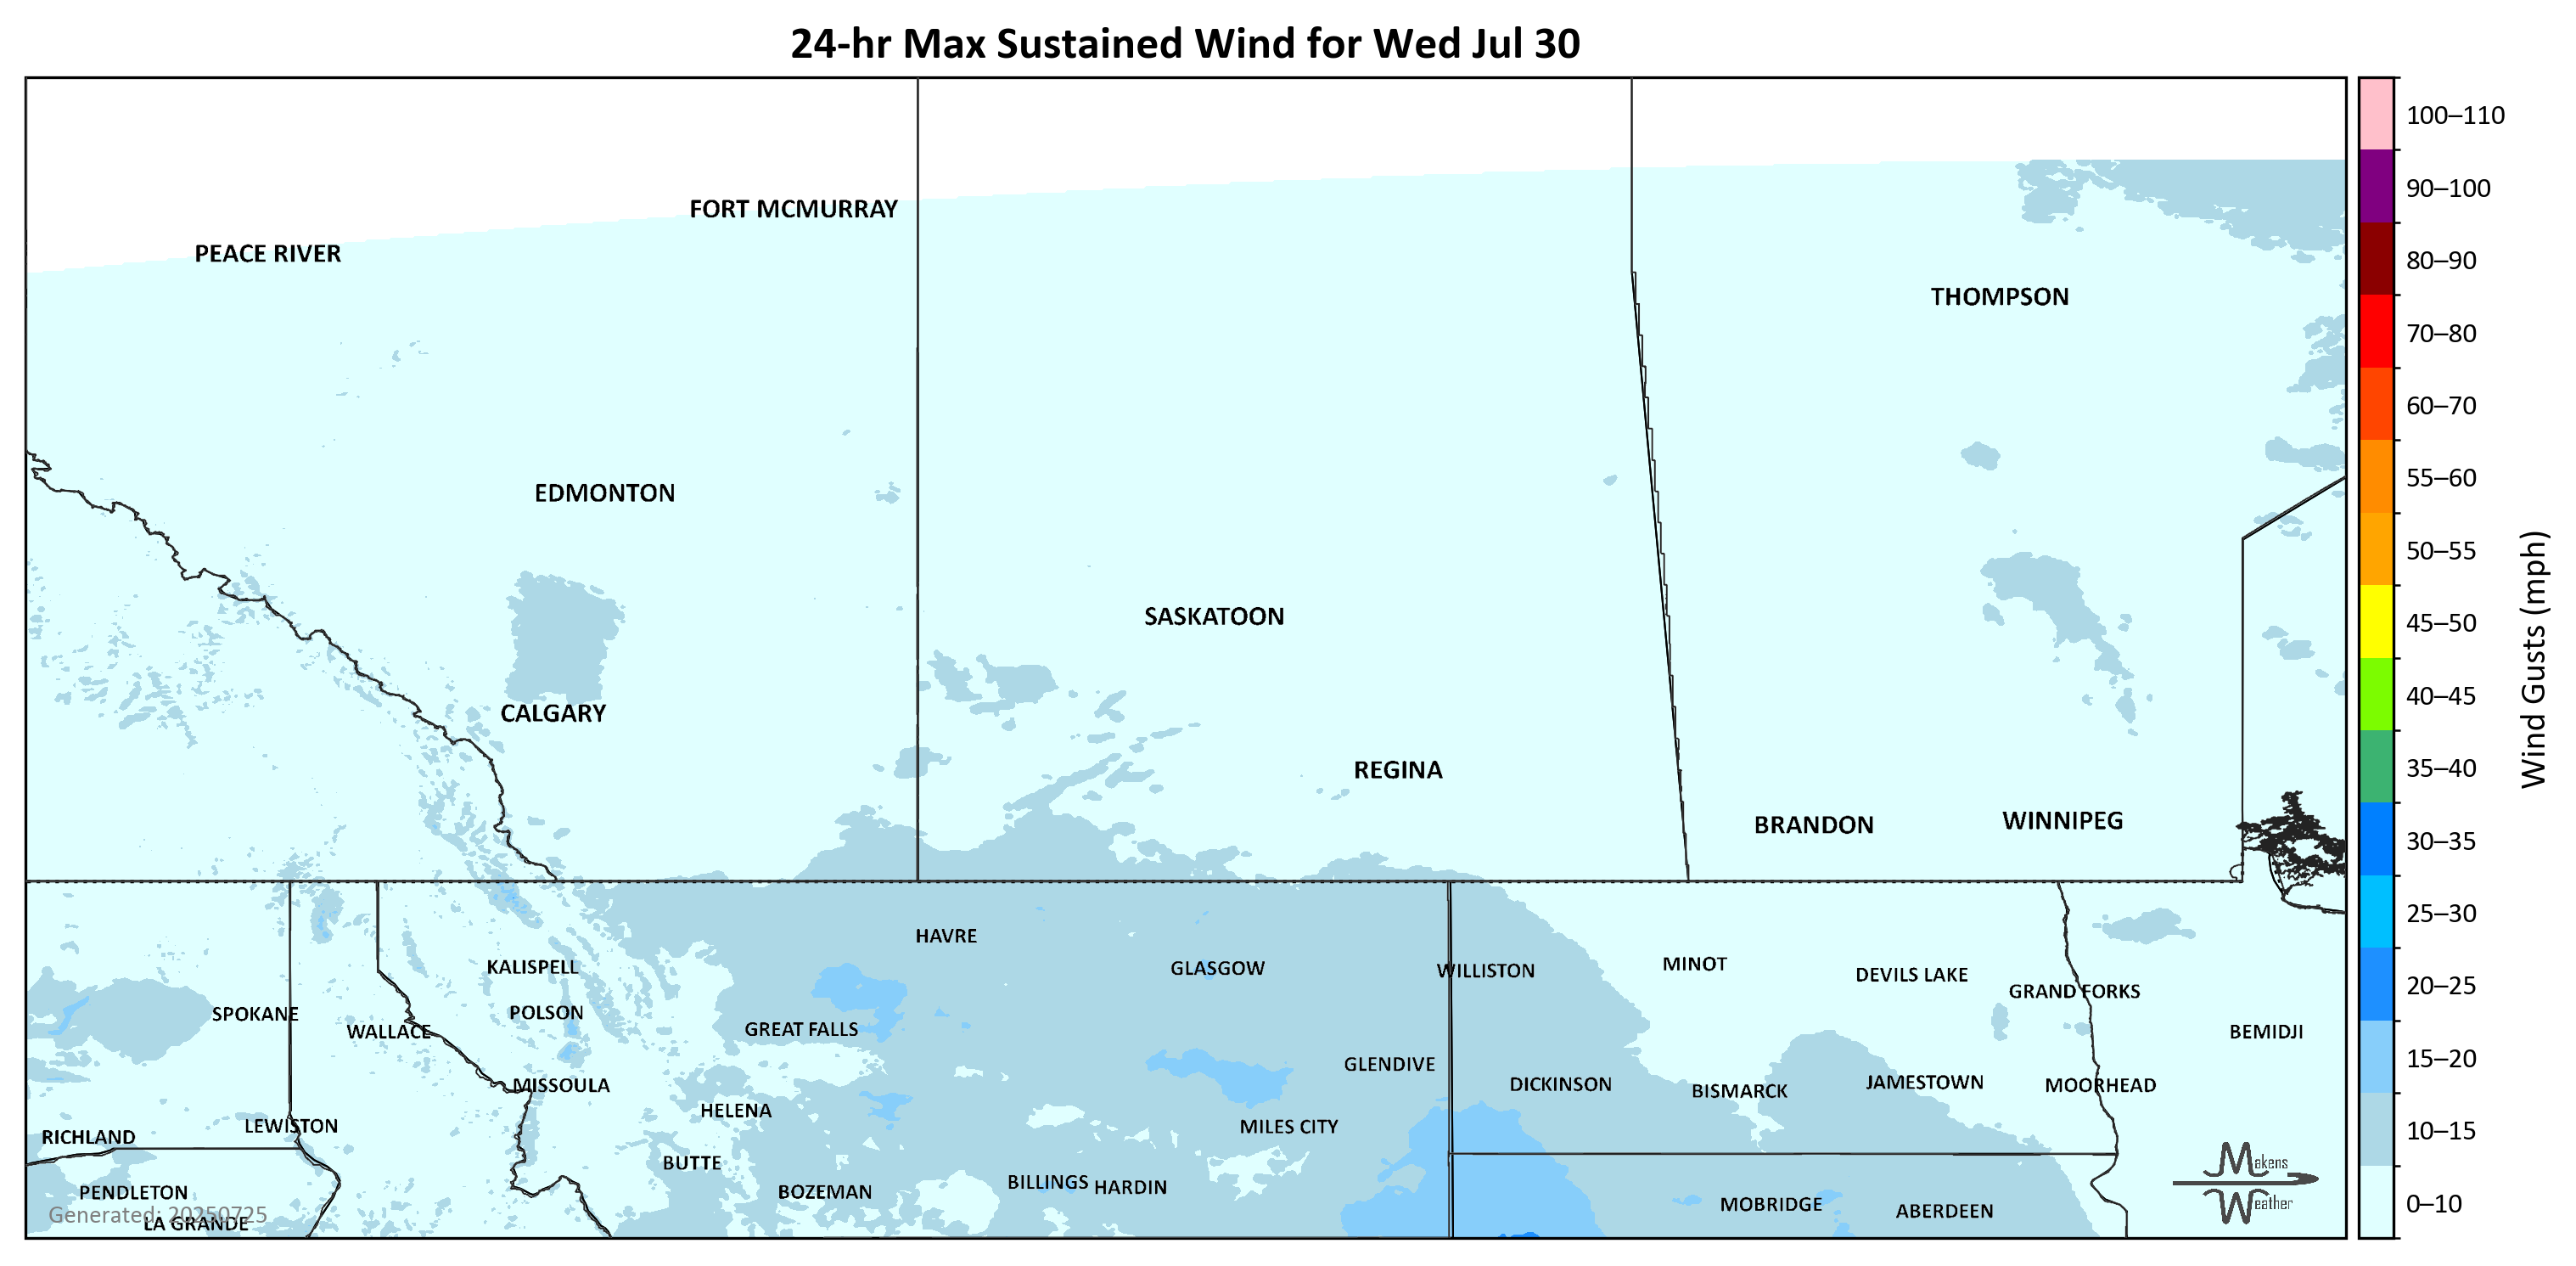 24-hr Max Sustained Wind for Wed Jul 30
100–110
90–100
80–90
70–80
60–70
55–60
50–55
45–50
40–45
35–40
30–35
25–30
20–25
15–20
10–15
0–10
Wind Gusts (mph)
FORT MCMURRAY
PEACE RIVER
THOMPSON
EDMONTON
SASKATOON
CALGARY
REGINA
BRANDON
WINNIPEG
HAVRE
KALISPELL
GLASGOW
WILLISTON
MINOT
DEVILS LAKE
GRAND FORKS
SPOKANE
POLSON
WALLACE
GREAT FALLS
BEMIDJI
GLENDIVE
MISSOULA
DICKINSON
BISMARCK
JAMESTOWN
MOORHEAD
HELENA
LEWISTON
MILES CITY
RICHLAND
BUTTE
BILLINGS
HARDIN
BOZEMAN
PENDLETON
MOBRIDGE
ABERDEEN
LA GRANDE
Generated: 20250725
Makens
Weather